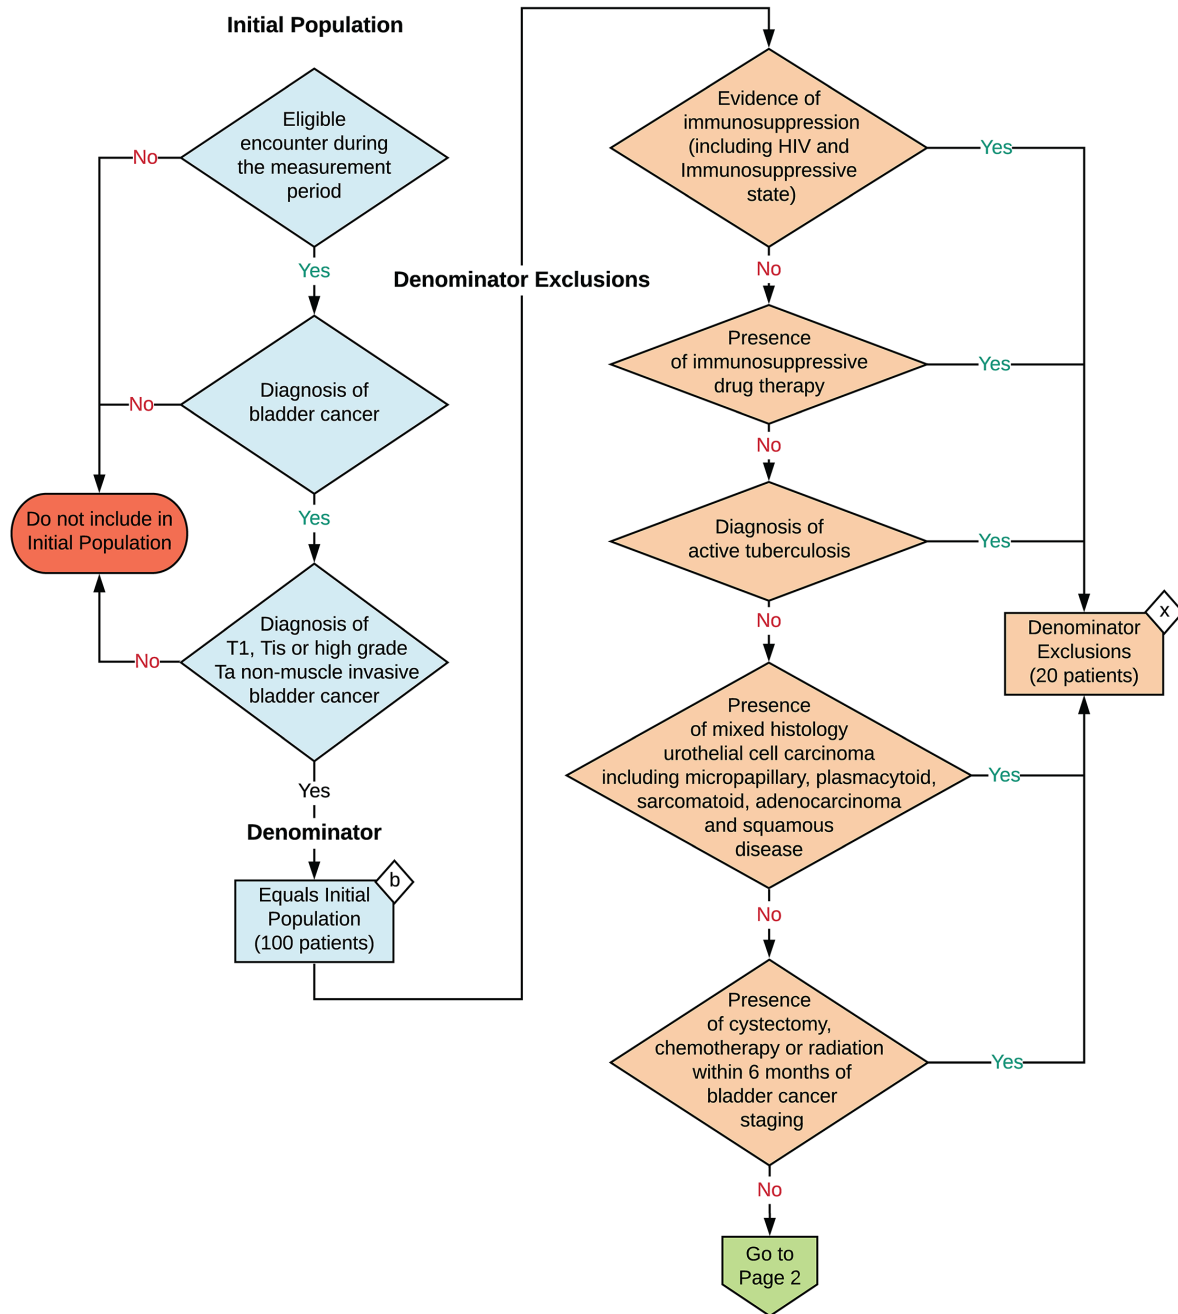 Initial Population
Eligible
encounter during
the measurement
period
No
Yes
Diagnosis of
bladder cancer
No
Yes
Do not include in
Initial Population
Diagnosis of
T1, Tis or high grade
Ta non-muscle invasive
bladder cancer
No
Yes
Denominator
b
Equals Initial
Population
(100 patients)
Denominator Exclusions
Evidence of
immunosuppression
(including HIV and
Immunosuppressive
state)
Yes
No
Presence
of immunosuppressive
drug therapy
Yes
No
Diagnosis of
active tuberculosis
Yes
No
x
Denominator
Exclusions
(20 patients)
Presence
of mixed histology
urothelial cell carcinoma
including micropapillary, plasmacytoid,
sarcomatoid, adenocarcinoma
and squamous
disease
Yes
No
Presence
of cystectomy,
chemotherapy or radiation
within 6 months of
bladder cancer
staging
Yes
No
Go to
Page 2